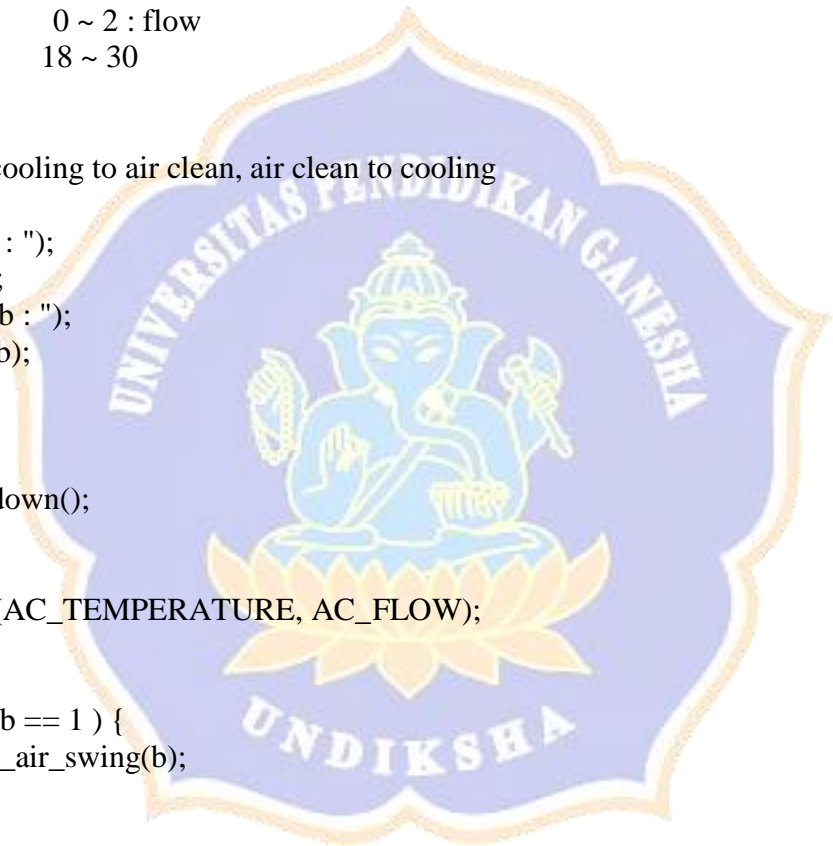 0 ~ 2 : flow
18 ~ 30
cooling to air clean, air clean to cooling
: ");
;
b : ");
b);
down();
(AC_TEMPERATURE, AC_FLOW);
b == 1 ) {
_air_swing(b);
UNIVERSITAS PENDIDIKAN GANESHA
UNDIKSHA